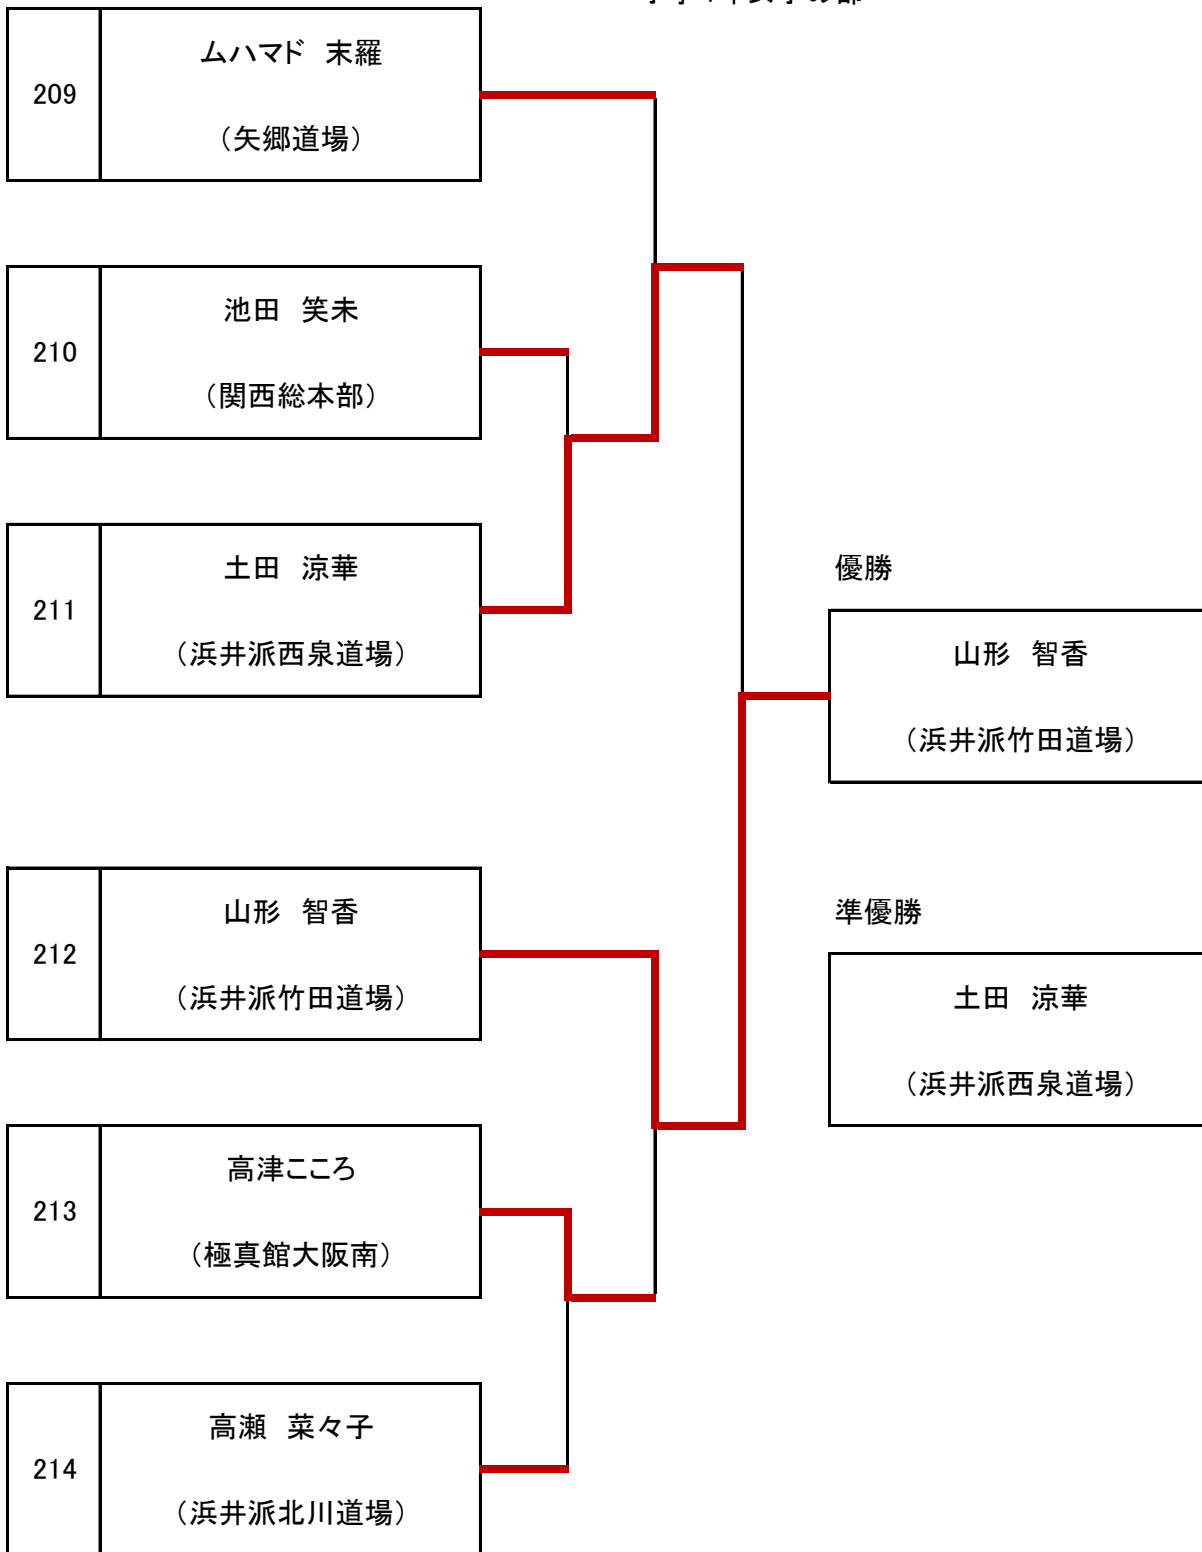 209
ムハマド 末羅
(矢郷道場)
210
池田 笑未
(関西総本部)
211
土田 涼華
(浜井派西泉道場)
優勝
山形 智香
(浜井派竹田道場)
212
山形 智香
(浜井派竹田道場)
準優勝
土田 涼華
(浜井派西泉道場)
213
高津こころ
(極真館大阪南)
214
高瀬 菜々子
(浜井派北川道場)